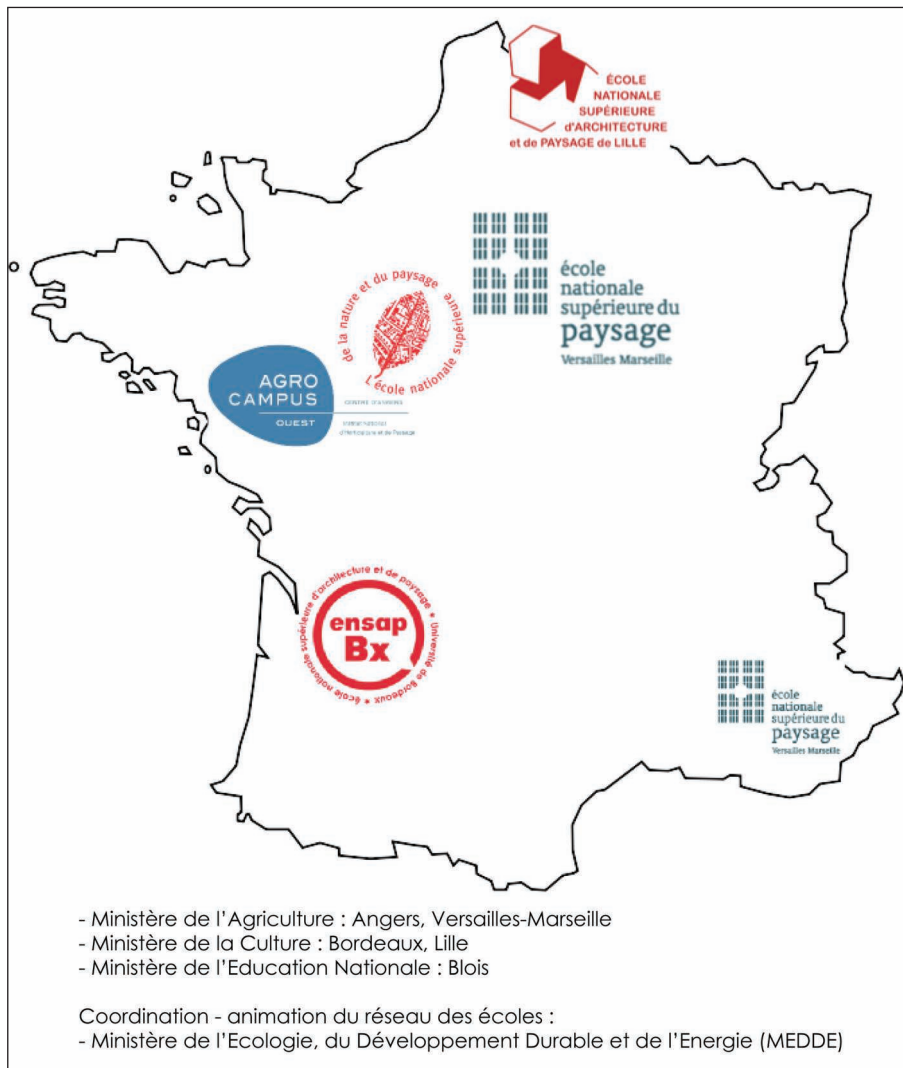 ÉCOLE
NATIONALE
SUPÉRIEURE
d'ARCHITECTURE
et de PAYSAGE de LILLE
école
nationale
supérieure du
paysage
Versailles Marseille
L'école nationale supérieure de la nature et du paysage
AGRO
CAMPUS
OUEST
d'Horticulture et de Paysage
ensap
Bx
école nationale supérieure d'architecture et de paysage • Université de Bordeaux •
école
nationale
supérieure du
paysage
Versailles Marseille
- Ministère de l'Agriculture : Angers, Versailles-Marseille
- Ministère de la Culture : Bordeaux, Lille
- Ministère de l'Education Nationale : Blois
Coordination - animation du réseau des écoles :
- Ministère de l'Ecologie, du Développement Durable et de l'Energie (MEDDE)